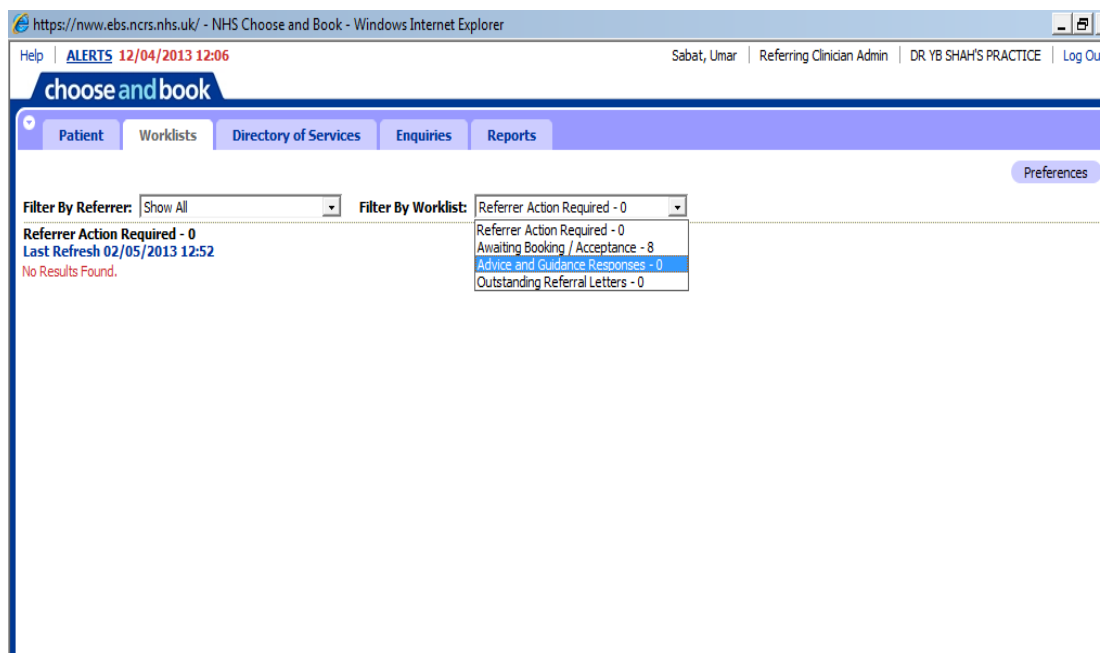 https://nww.ebs.ncrs.nhs.uk/ - NHS Choose and Book - Windows Internet Explorer
Help | ALERTS 12/04/2013 12:06 Sabat, Umar | Referring Clinician Admin | DR YB SHAH'S PRACTICE | Log Ou
choose and book
Patient Worklists Directory of Services Enquiries Reports
Preferences
Filter By Referrer: Show All Filter By Worklist: Referrer Action Required - 0
Referrer Action Required - 0
Last Refresh 02/05/2013 12:52
No Results Found.
Referrer Action Required - 0
Awaiting Booking / Acceptance - 8
Advice and Guidance Responses - 0
Outstanding Referral Letters - 0